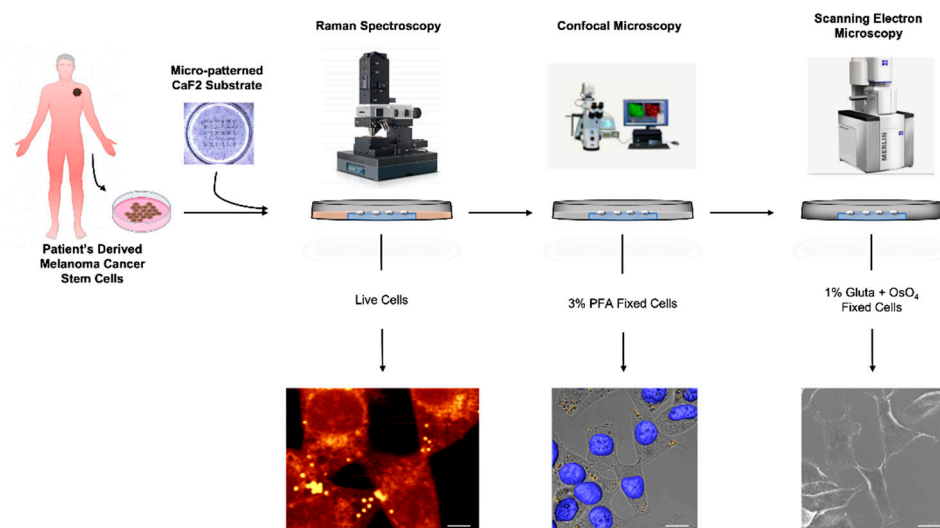 Raman Spectroscopy
Confocal Microscopy
Scanning Electron
Microscopy
Micro-patterned
CaF2 Substrate
MERLIN
Patient's Derived
Melanoma Cancer
Stem Cells
Live Cells
3% PFA Fixed Cells
1% Gluta + OsO₄
Fixed Cells